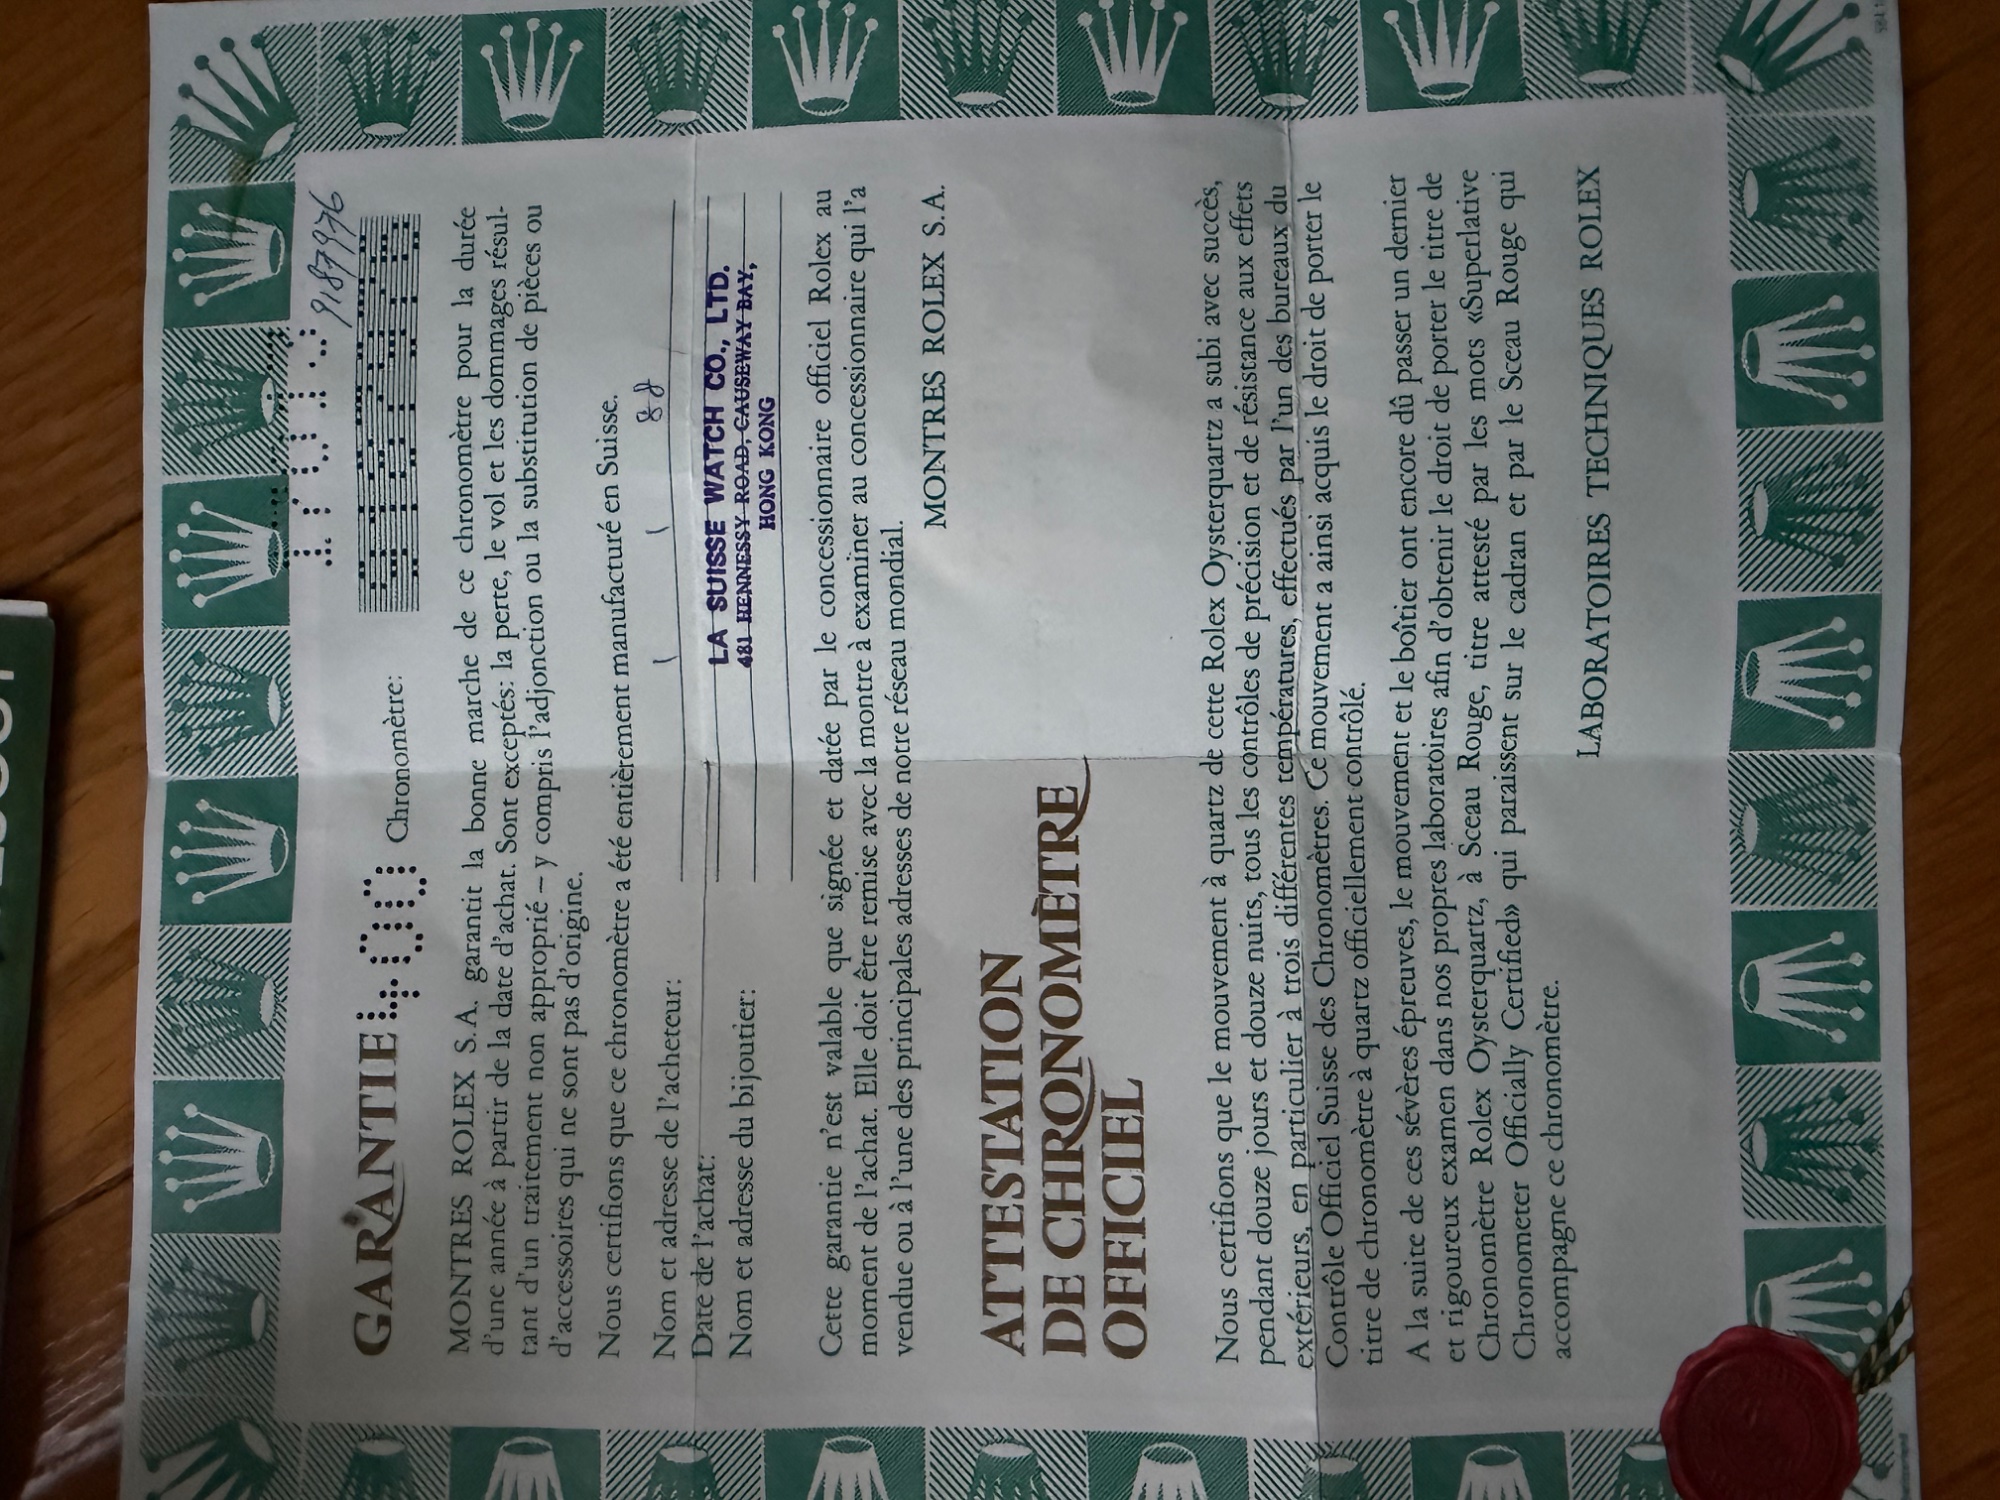 17013
9187976
GARANTIE 400 Chronomètre:
MONTRES ROLEX S.A. garantit la bonne marche de ce chronomètre pour la durée
d'une année à partir de la date d'achat. Sont exceptés: la perte, le vol et les dommages résul-
tant d'un traitement non approprié – y compris l'adjonction ou la substitution de pièces ou
d'accessoires qui ne sont pas d'origine.
Nous certifions que ce chronomètre a été entièrement manufacturé en Suisse.
Nom et adresse de l'acheteur:
Date de l'achat: / / 88
Nom et adresse du bijoutier: LA SUISSE WATCH CO., LTD.
481 HENNESSY ROAD, CAUSEWAY BAY,
HONG KONG
Cette garantie n'est valable que signée et datée par le concessionnaire officiel Rolex au
moment de l'achat. Elle doit être remise avec la montre à examiner au concessionnaire qui l'a
vendue ou à l'une des principales adresses de notre réseau mondial.
MONTRES ROLEX S.A.
ATTESTATION
DE CHRONOMÈTRE
OFFICIEL
Nous certifions que le mouvement à quartz de cette Rolex Oysterquartz a subi avec succès,
pendant douze jours et douze nuits, tous les contrôles de précision et de résistance aux effets
extérieurs, en particulier à trois différentes températures, effectués par l'un des bureaux du
Contrôle Officiel Suisse des Chronomètres. Ce mouvement a ainsi acquis le droit de porter le
titre de chronomètre à quartz officiellement contrôlé.
A la suite de ces sévères épreuves, le mouvement et le boîtier ont encore dû passer un dernier
et rigoureux examen dans nos propres laboratoires afin d'obtenir le droit de porter le titre de
Chronomètre Rolex Oysterquartz, à Sceau Rouge, titre attesté par les mots «Superlative
Chronometer Officially Certified» qui paraissent sur le cadran et par le Sceau Rouge qui
accompagne ce chronomètre.
LABORATOIRES TECHNIQUES ROLEX